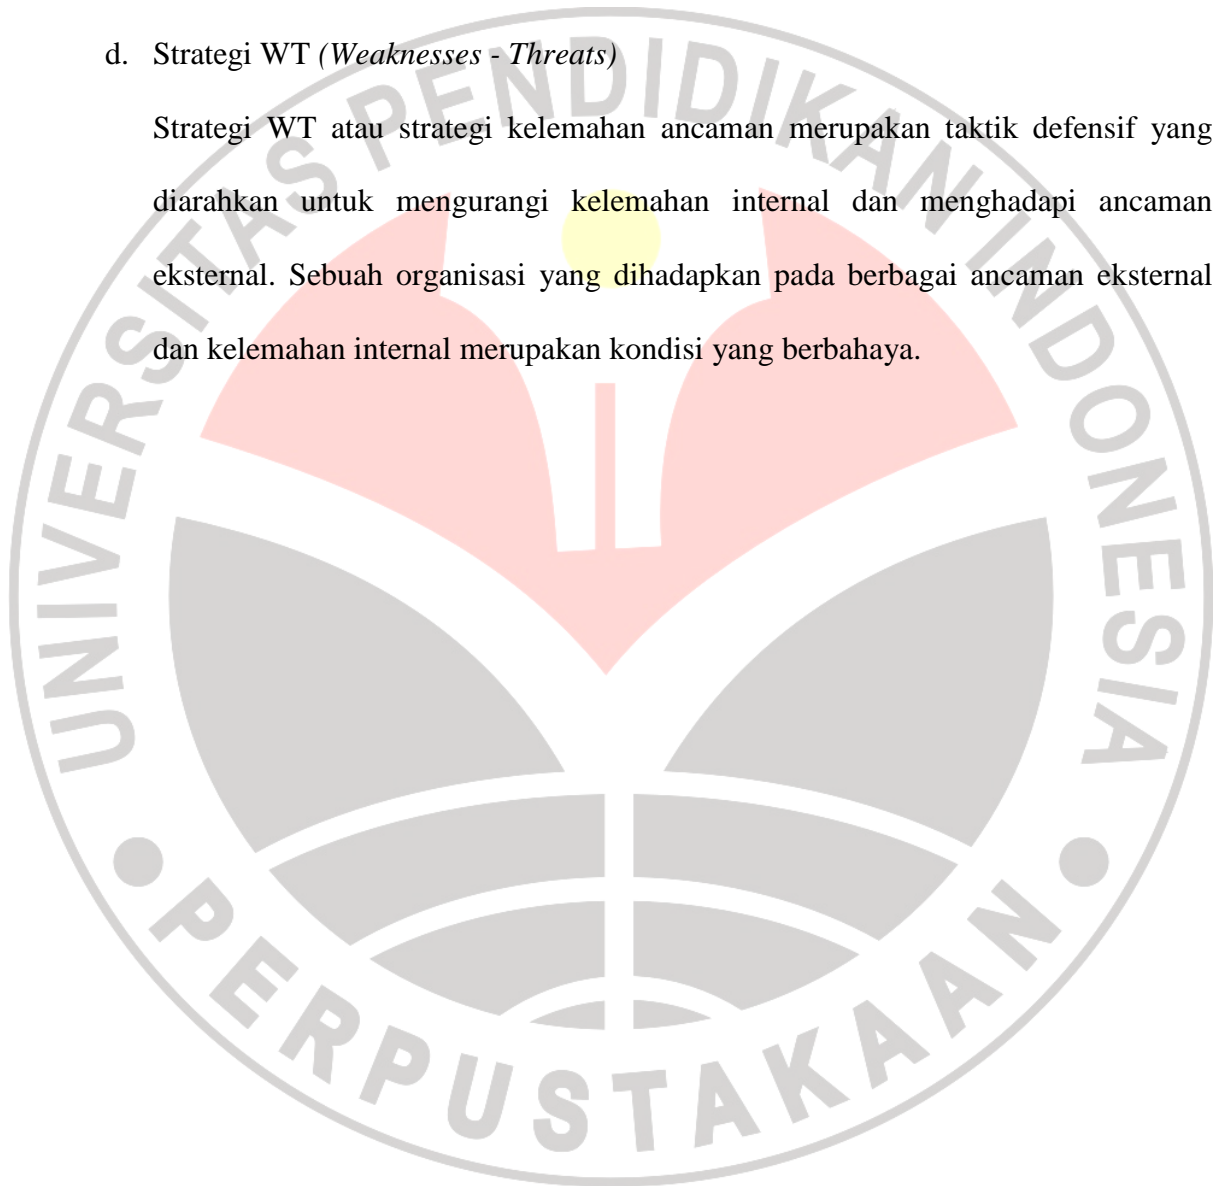 d. Strategi WT (Weaknesses - Threats)
Strategi WT atau strategi kelemahan ancaman merupakan taktik defensif yang
diarahkan untuk mengurangi kelemahan internal dan menghadapi ancaman
eksternal. Sebuah organisasi yang dihadapkan pada berbagai ancaman eksternal
dan kelemahan internal merupakan kondisi yang berbahaya.
UNIVERSITAS PENDIDIKAN INDONESIA
PERPUSTAKAAN